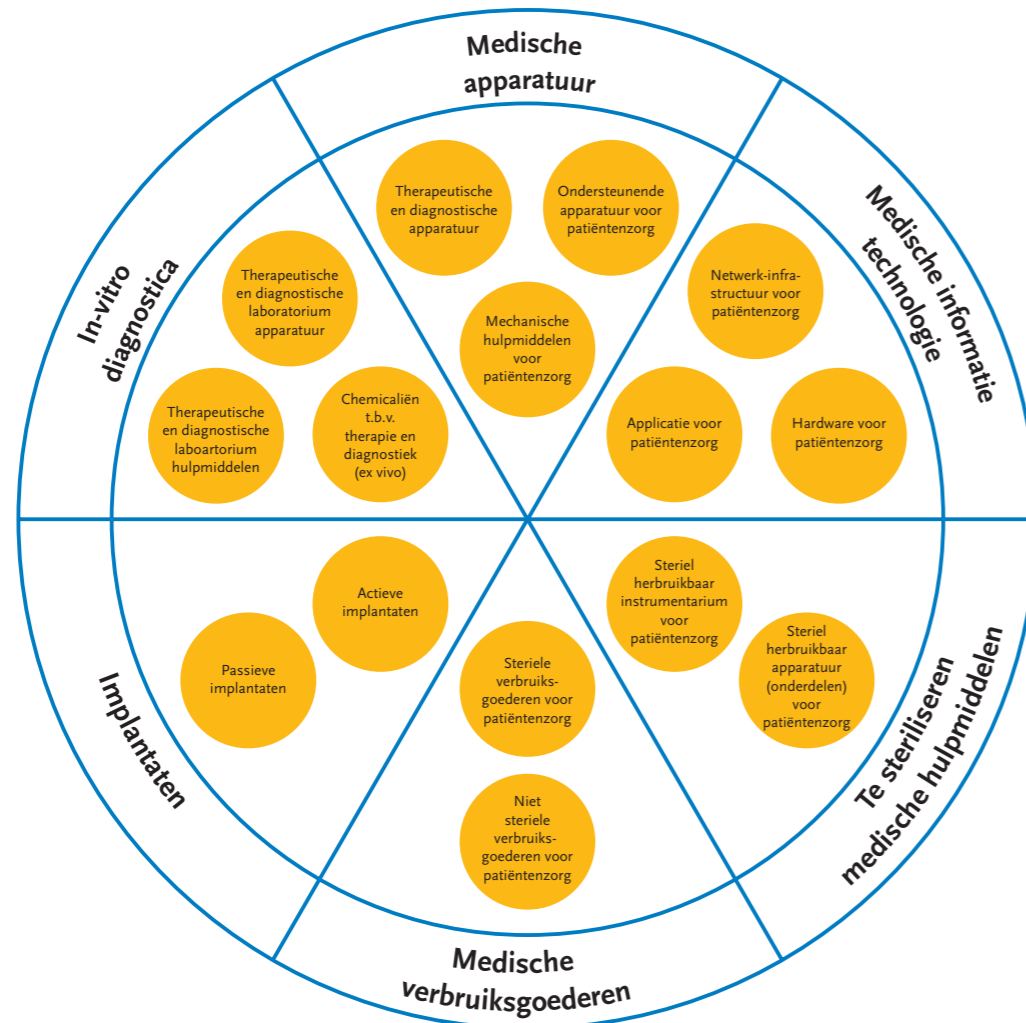 Medische
apparatuur
Therapeutische
en diagnostische
apparatuur
Ondersteunende
apparatuur voor
patiëntenzorg
Mechanische
hulpmiddelen
voor
patiëntenzorg
Medische informatie
technologie
Netwerk-infra-
structuur voor
patiëntenzorg
Applicatie voor
patiëntenzorg
Hardware voor
patiëntenzorg
Te steriliseren
medische hulpmiddelen
Steriel
herbruikbaar
instrumentarium
voor
patiëntenzorg
Steriel
herbruikbaar
apparatuur
(onderdelen)
voor
patiëntenzorg
Medische
verbruiksgoederen
Steriele
verbruiks-
goederen voor
patiëntenzorg
Niet
steriele
verbruiks-
goederen voor
patiëntenzorg
Implantaten
Actieve
implantaten
Passieve
implantaten
In-vitro
diagnostica
Therapeutische
en diagnostische
laboratorium
apparatuur
Therapeutische
en diagnostische
laboartorium
hulpmiddelen
Chemicaliën
t.b.v.
therapie en
diagnostiek
(ex vivo)